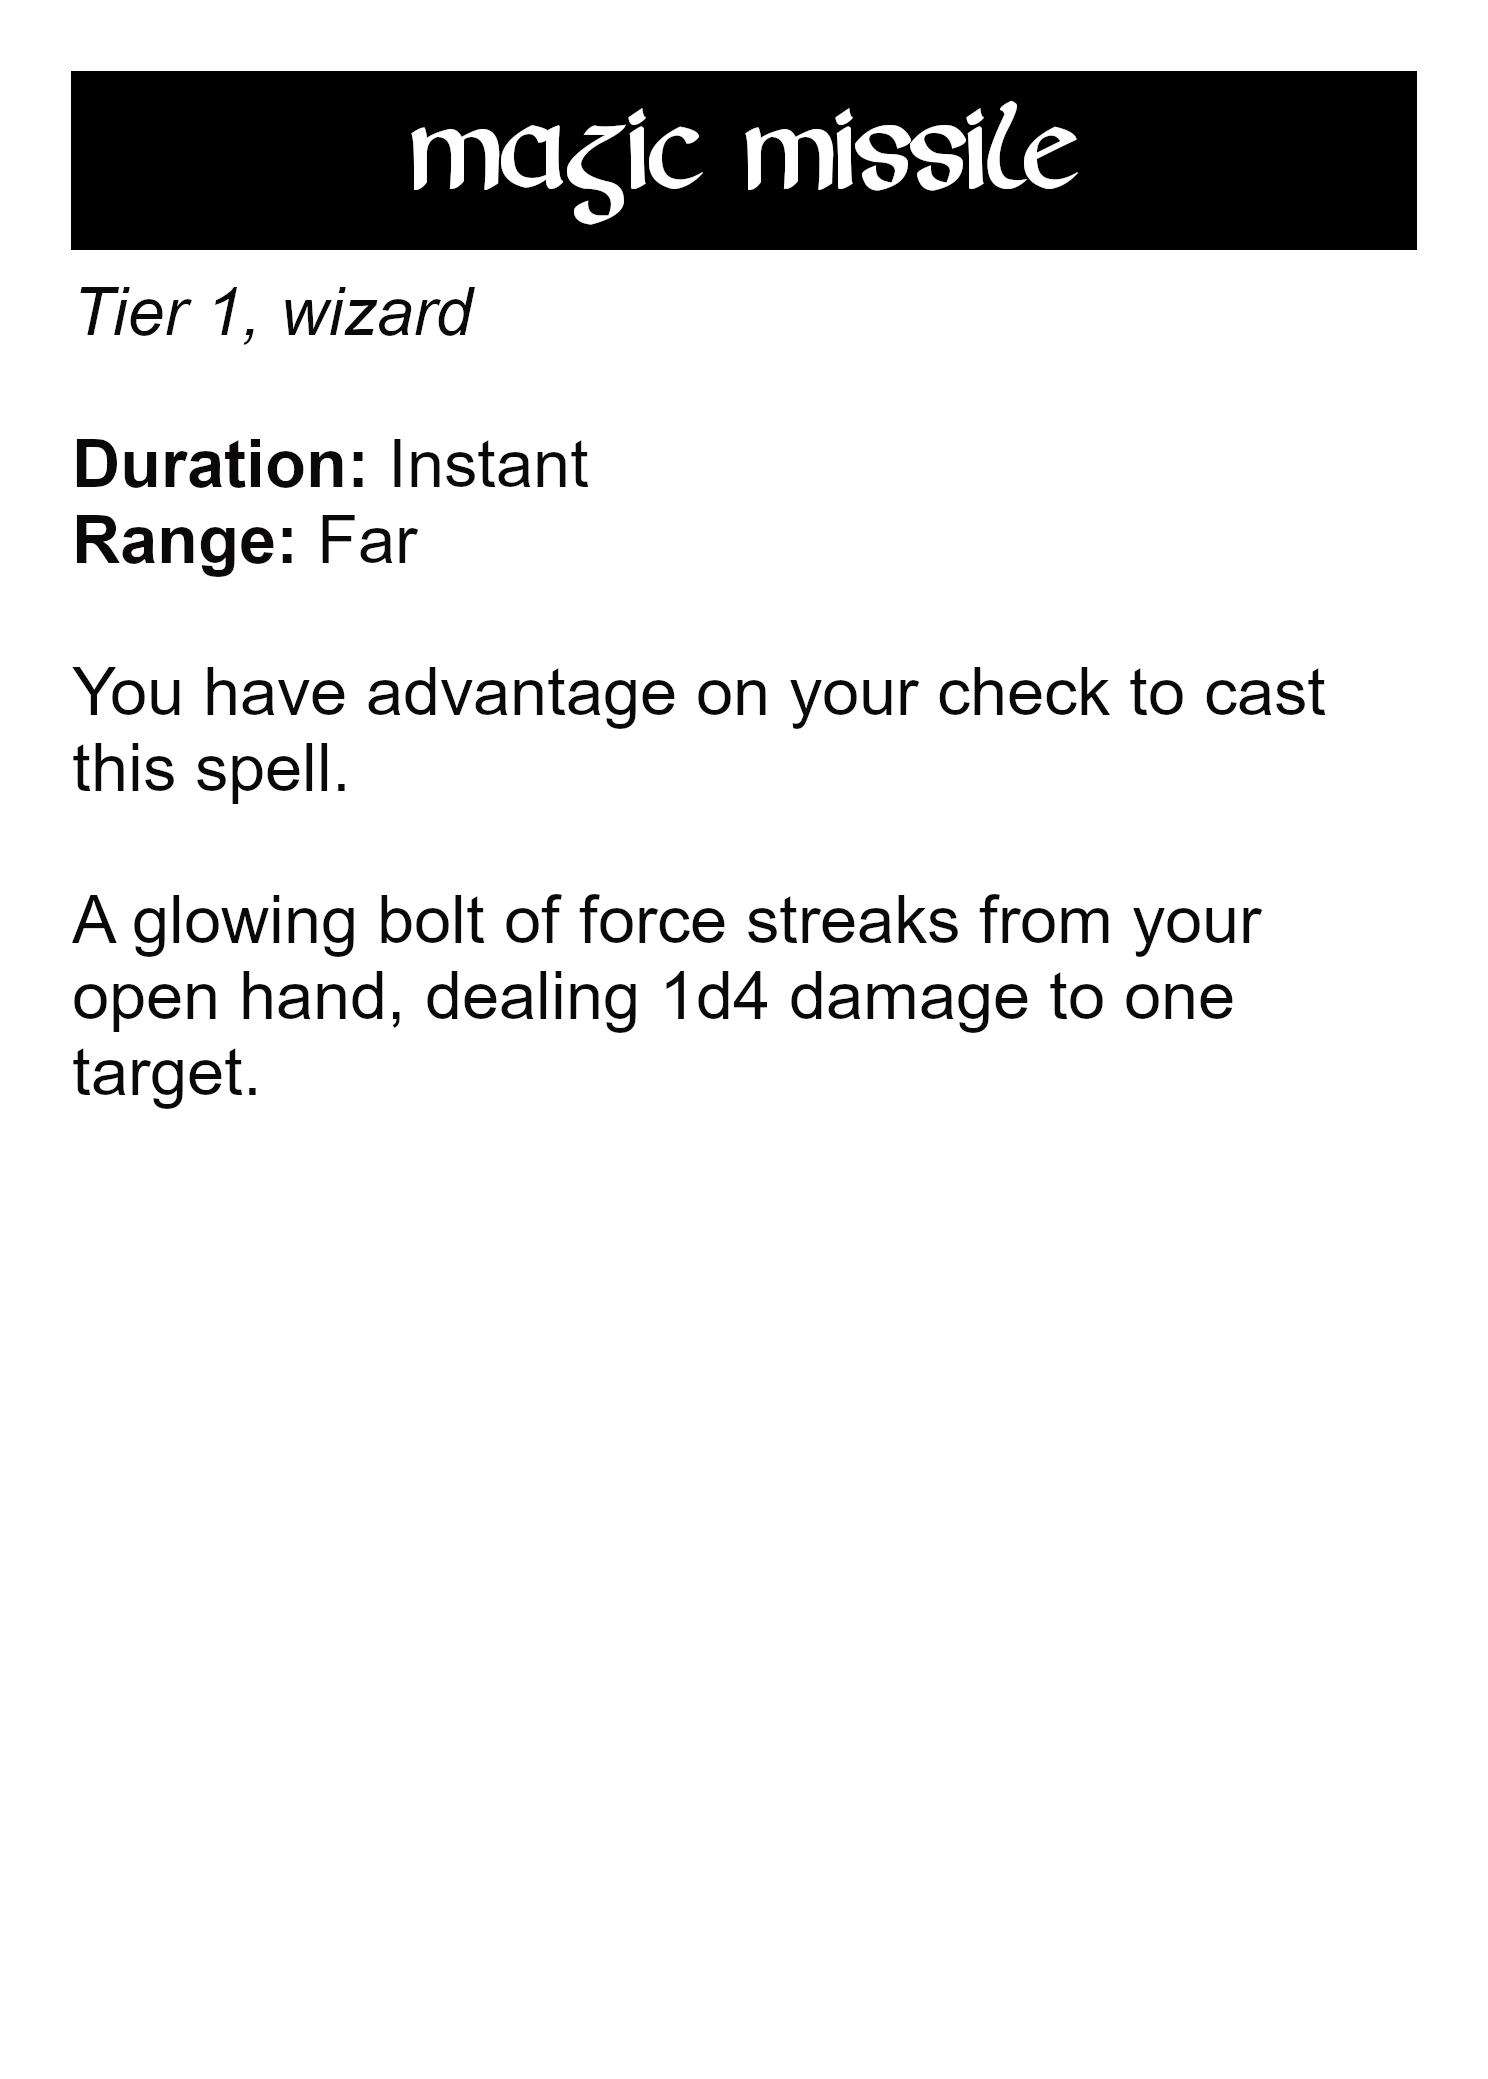 magic missile
Tier 1, wizard
Duration: Instant
Range: Far
You have advantage on your check to cast
this spell.
A glowing bolt of force streaks from your
open hand, dealing 1d4 damage to one
target.